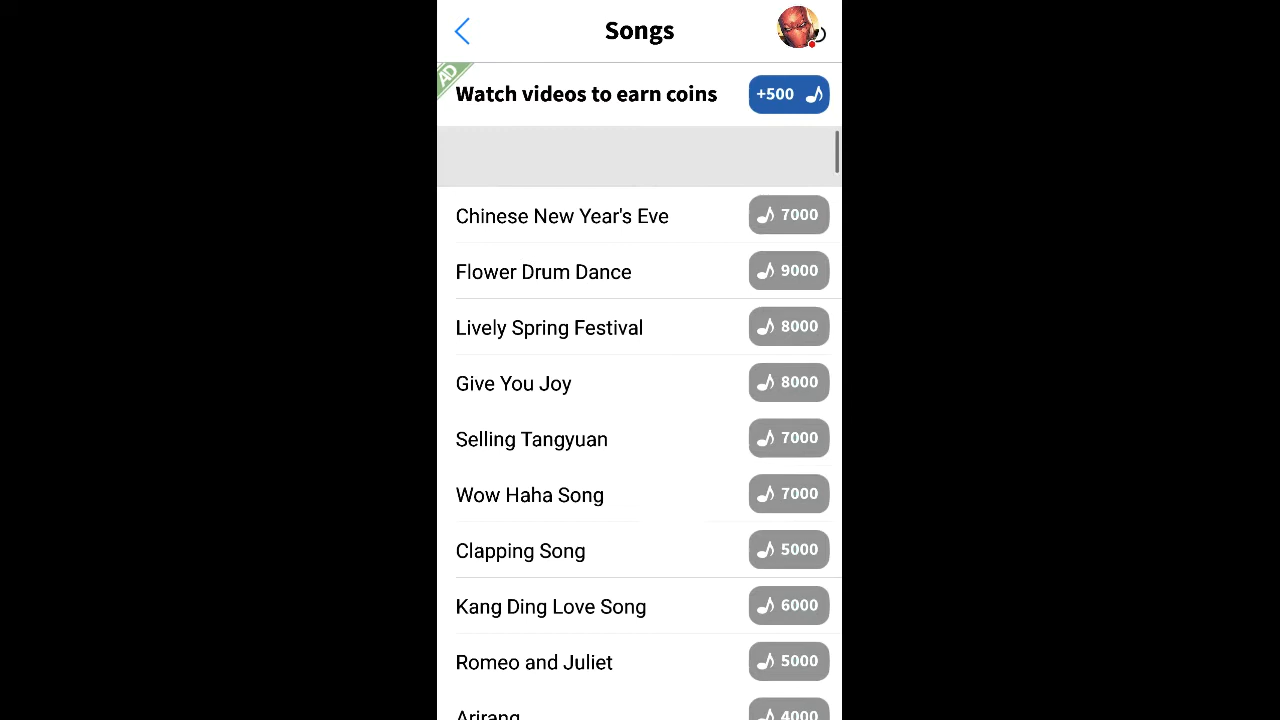 Songs
AD
Watch videos to earn coins +500
Chinese New Year's Eve 7000
Flower Drum Dance 9000
Lively Spring Festival 8000
Give You Joy 8000
Selling Tangyuan 7000
Wow Haha Song 7000
Clapping Song 5000
Kang Ding Love Song 6000
Romeo and Juliet 5000
Arirang 4000